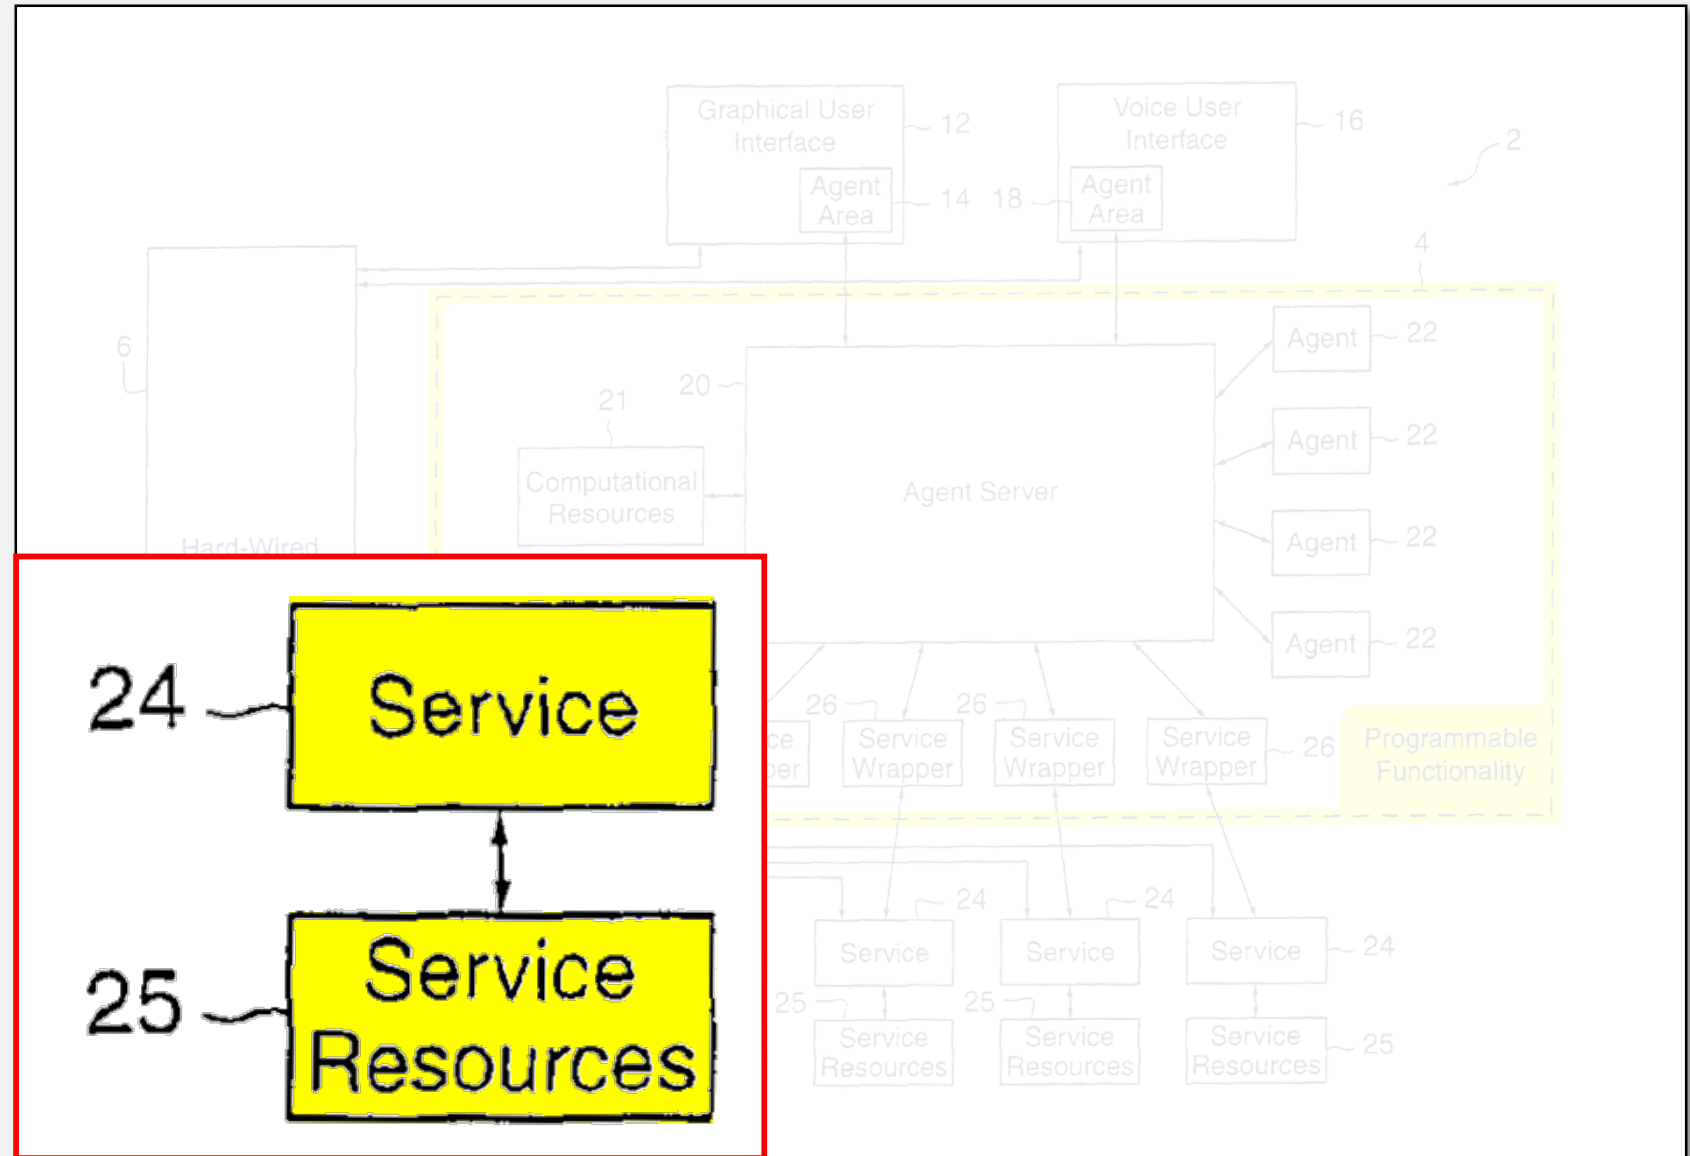 Graphical User
Interface
12
Agent
Area
14
Voice User
Interface
16
Agent
Area
18
2
4
6
Hard-Wired
21
Computational
Resources
20
Agent Server
Agent
22
Agent
22
Agent
22
Agent
22
26
Service
Wrapper
26
Service
Wrapper
Service
Wrapper
26
Programmable
Functionality
24
Service
24
Service
Service
24
25
Service
Resources
25
Service
Resources
Service
Resources
25
24
Service
25
Service
Resources